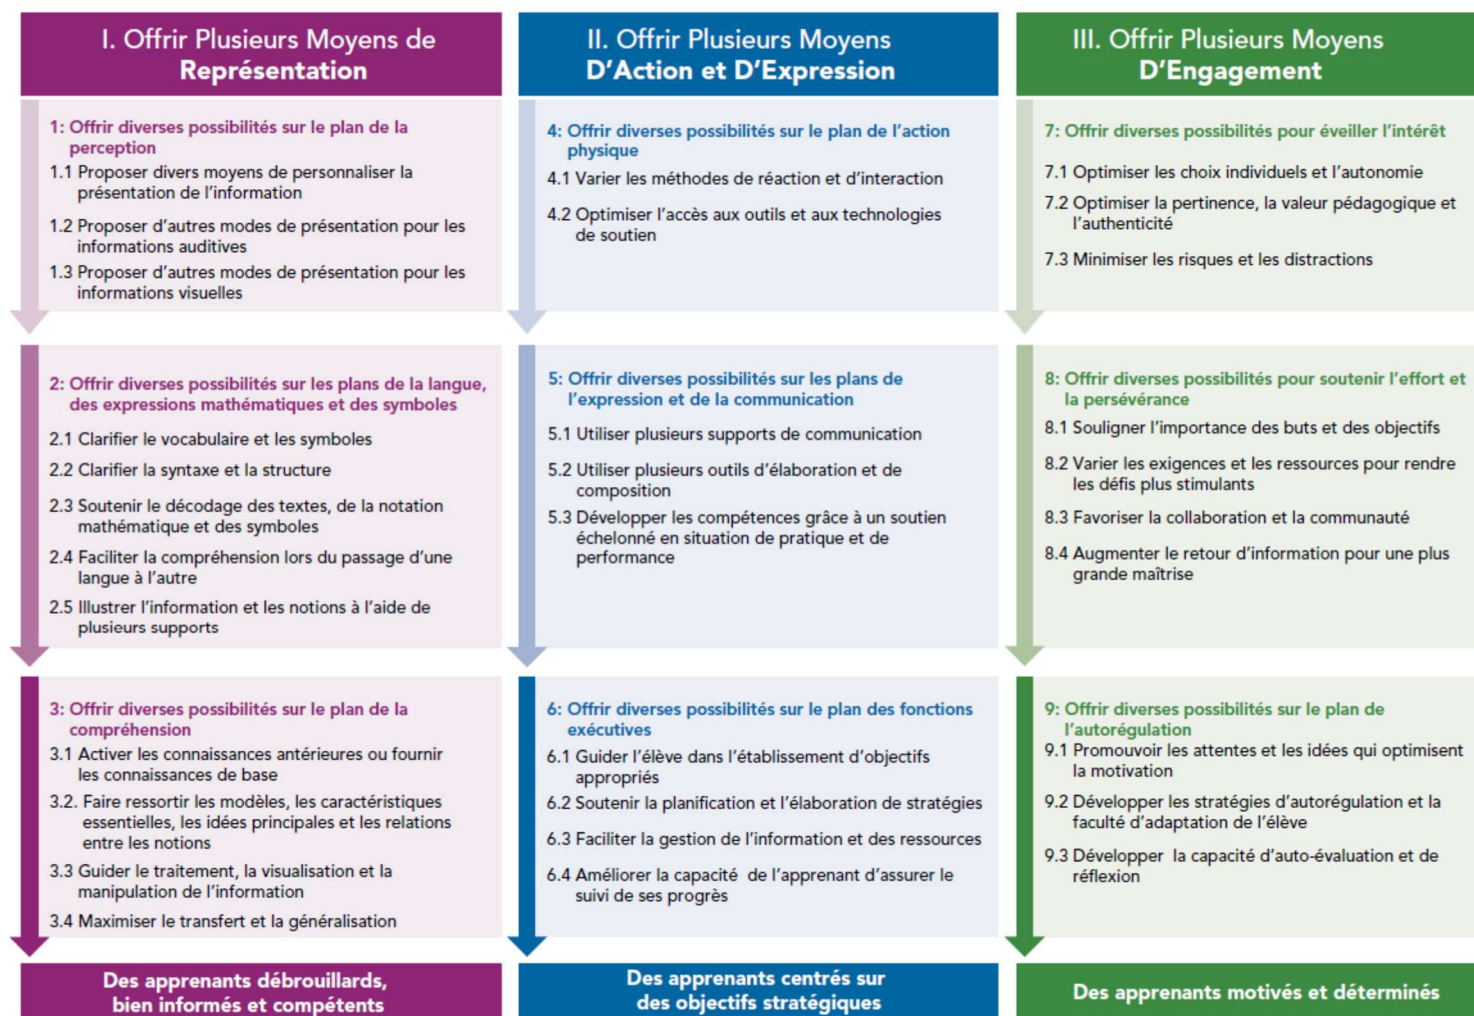 I. Offrir Plusieurs Moyens de
Représentation
1: Offrir diverses possibilités sur le plan de la
perception
1.1 Proposer divers moyens de personnaliser la
présentation de l’information
1.2 Proposer d’autres modes de présentation pour les
informations auditives
1.3 Proposer d’autres modes de présentation pour les
informations visuelles
2: Offrir diverses possibilités sur les plans de la langue,
des expressions mathématiques et des symboles
2.1 Clarifier le vocabulaire et les symboles
2.2 Clarifier la syntaxe et la structure
2.3 Soutenir le décodage des textes, de la notation
mathématique et des symboles
2.4 Faciliter la compréhension lors du passage d’une
langue à l’autre
2.5 Illustrer l’information et les notions à l’aide de
plusieurs supports
3: Offrir diverses possibilités sur le plan de la
compréhension
3.1 Activer les connaissances antérieures ou fournir
les connaissances de base
3.2. Faire ressortir les modèles, les caractéristiques
essentielles, les idées principales et les relations
entre les notions
3.3 Guider le traitement, la visualisation et la
manipulation de l’information
3.4 Maximiser le transfert et la généralisation
Des apprenants débrouillards,
bien informés et compétents
II. Offrir Plusieurs Moyens
D’Action et D’Expression
4: Offrir diverses possibilités sur le plan de l’action
physique
4.1 Varier les méthodes de réaction et d’interaction
4.2 Optimiser l’accès aux outils et aux technologies
de soutien
5: Offrir diverses possibilités sur les plans de
l’expression et de la communication
5.1 Utiliser plusieurs supports de communication
5.2 Utiliser plusieurs outils d’élaboration et de
composition
5.3 Développer les compétences grâce à un soutien
échelonné en situation de pratique et de
performance
6: Offrir diverses possibilités sur le plan des fonctions
exécutives
6.1 Guider l’élève dans l’établissement d’objectifs
appropriés
6.2 Soutenir la planification et l’élaboration de stratégies
6.3 Faciliter la gestion de l’information et des ressources
6.4 Améliorer la capacité de l’apprenant d’assurer le
suivi de ses progrès
Des apprenants centrés sur
des objectifs stratégiques
III. Offrir Plusieurs Moyens
D’Engagement
7: Offrir diverses possibilités pour éveiller l’intérêt
7.1 Optimiser les choix individuels et l’autonomie
7.2 Optimiser la pertinence, la valeur pédagogique et
l’authenticité
7.3 Minimiser les risques et les distractions
8: Offrir diverses possibilités pour soutenir l’effort et
la persévérance
8.1 Souligner l’importance des buts et des objectifs
8.2 Varier les exigences et les ressources pour rendre
les défis plus stimulants
8.3 Favoriser la collaboration et la communauté
8.4 Augmenter le retour d’information pour une plus
grande maîtrise
9: Offrir diverses possibilités sur le plan de
l’autorégulation
9.1 Promouvoir les attentes et les idées qui optimisent
la motivation
9.2 Développer les stratégies d’autorégulation et la
faculté d’adaptation de l’élève
9.3 Développer la capacité d’auto-évaluation et de
réflexion
Des apprenants motivés et déterminés